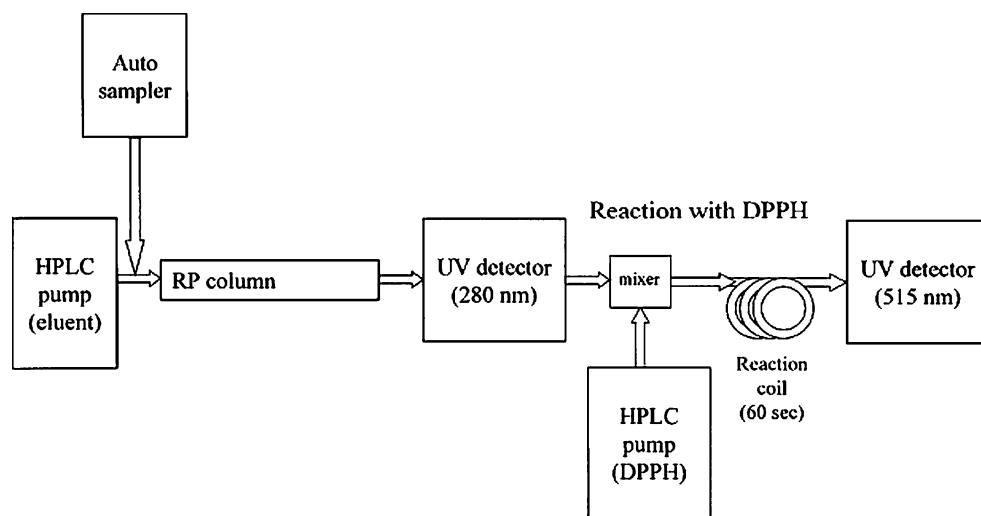 Auto
sampler
HPLC
pump
(eluent)
RP column
UV detector
(280 nm)
Reaction with DPPH
mixer
HPLC
pump
(DPPH)
Reaction
coil
(60 sec)
UV detector
(515 nm)